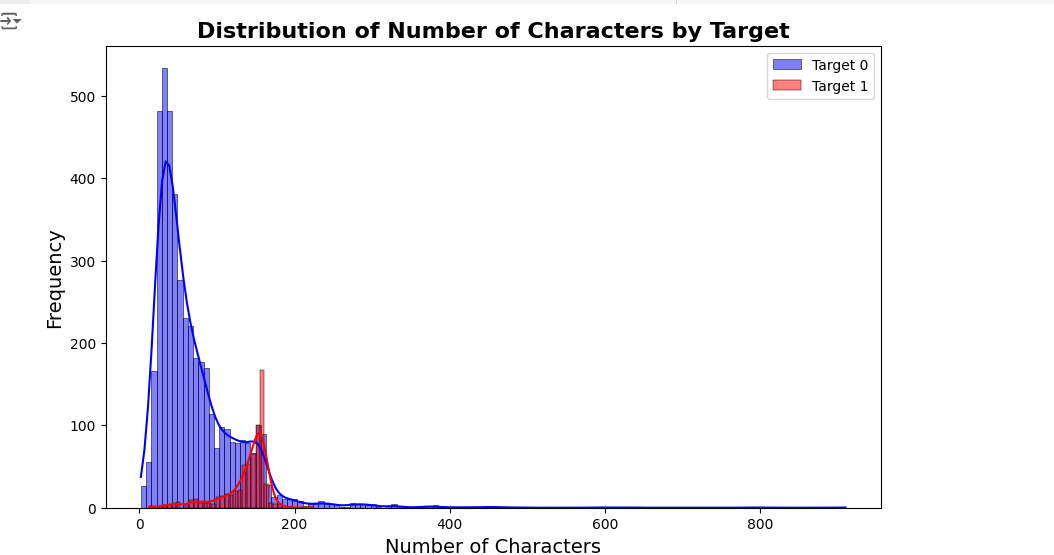 Distribution of Number of Characters by Target
Target 0
Target 1
Frequency
500
400
300
200
100
0
0 200 400 600 800
Number of Characters